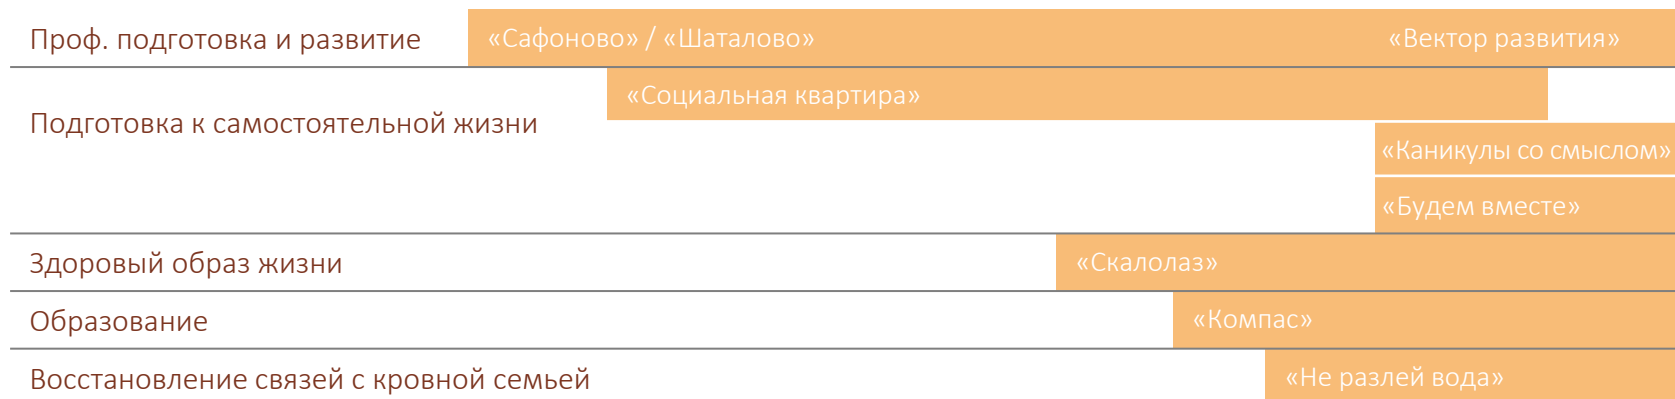 Проф. подготовка и развитие «Сафоново» / «Шаталово» «Вектор развития»
«Социальная квартира»
Подготовка к самостоятельной жизни
«Каникулы со смыслом»
«Будем вместе»
Здоровый образ жизни «Скалолаз»
Образование «Компас»
Восстановление связей с кровной семьей «Не разлей вода»